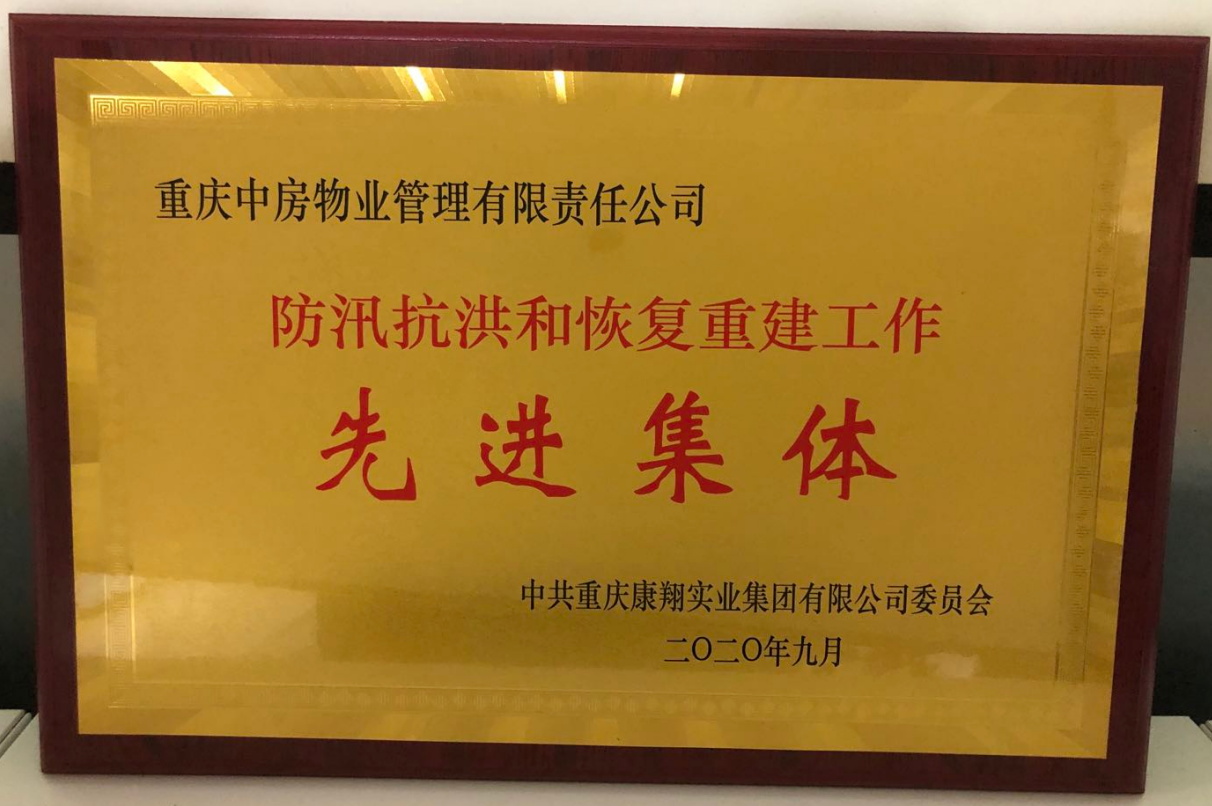 重庆中房物业管理有限责任公司
防汛抗洪和恢复重建工作
先进集体
中共重庆康翔实业集团有限公司委员会
二〇二〇年九月